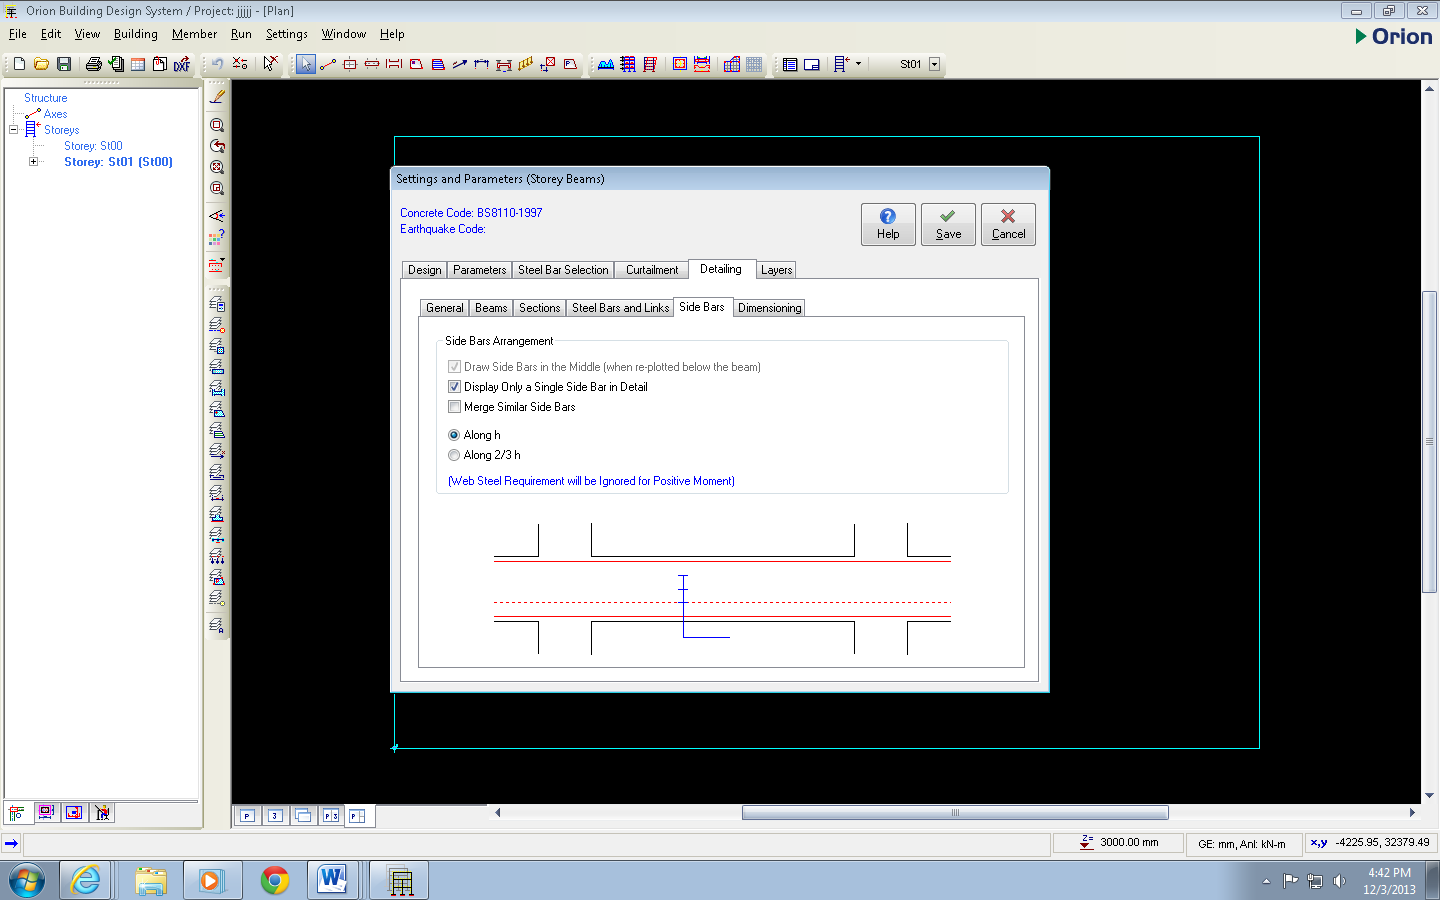 Orion Building Design System / Project: jjjjj - [Plan]
File Edit View Building Member Run Settings Window Help
Orion
DXF
St01
Structure
Axes
Storeys
Storey: St00
Storey: St01 (St00)
Settings and Parameters (Storey Beams)
Concrete Code: BS8110-1997
Earthquake Code:
Help Save Cancel
Design Parameters Steel Bar Selection Curtailment Detailing Layers
General Beams Sections Steel Bars and Links Side Bars Dimensioning
Side Bars Arrangement
Draw Side Bars in the Middle (when re-plotted below the beam)
Display Only a Single Side Bar in Detail
Merge Similar Side Bars
Along h
Along 2/3 h
(Web Steel Requirement will be Ignored for Positive Moment)
P 3 P 3 P
Z= 3000.00 mm GE: mm, Anl: kN-m x,y -4225.95, 32379.49
4:42 PM
12/3/2013